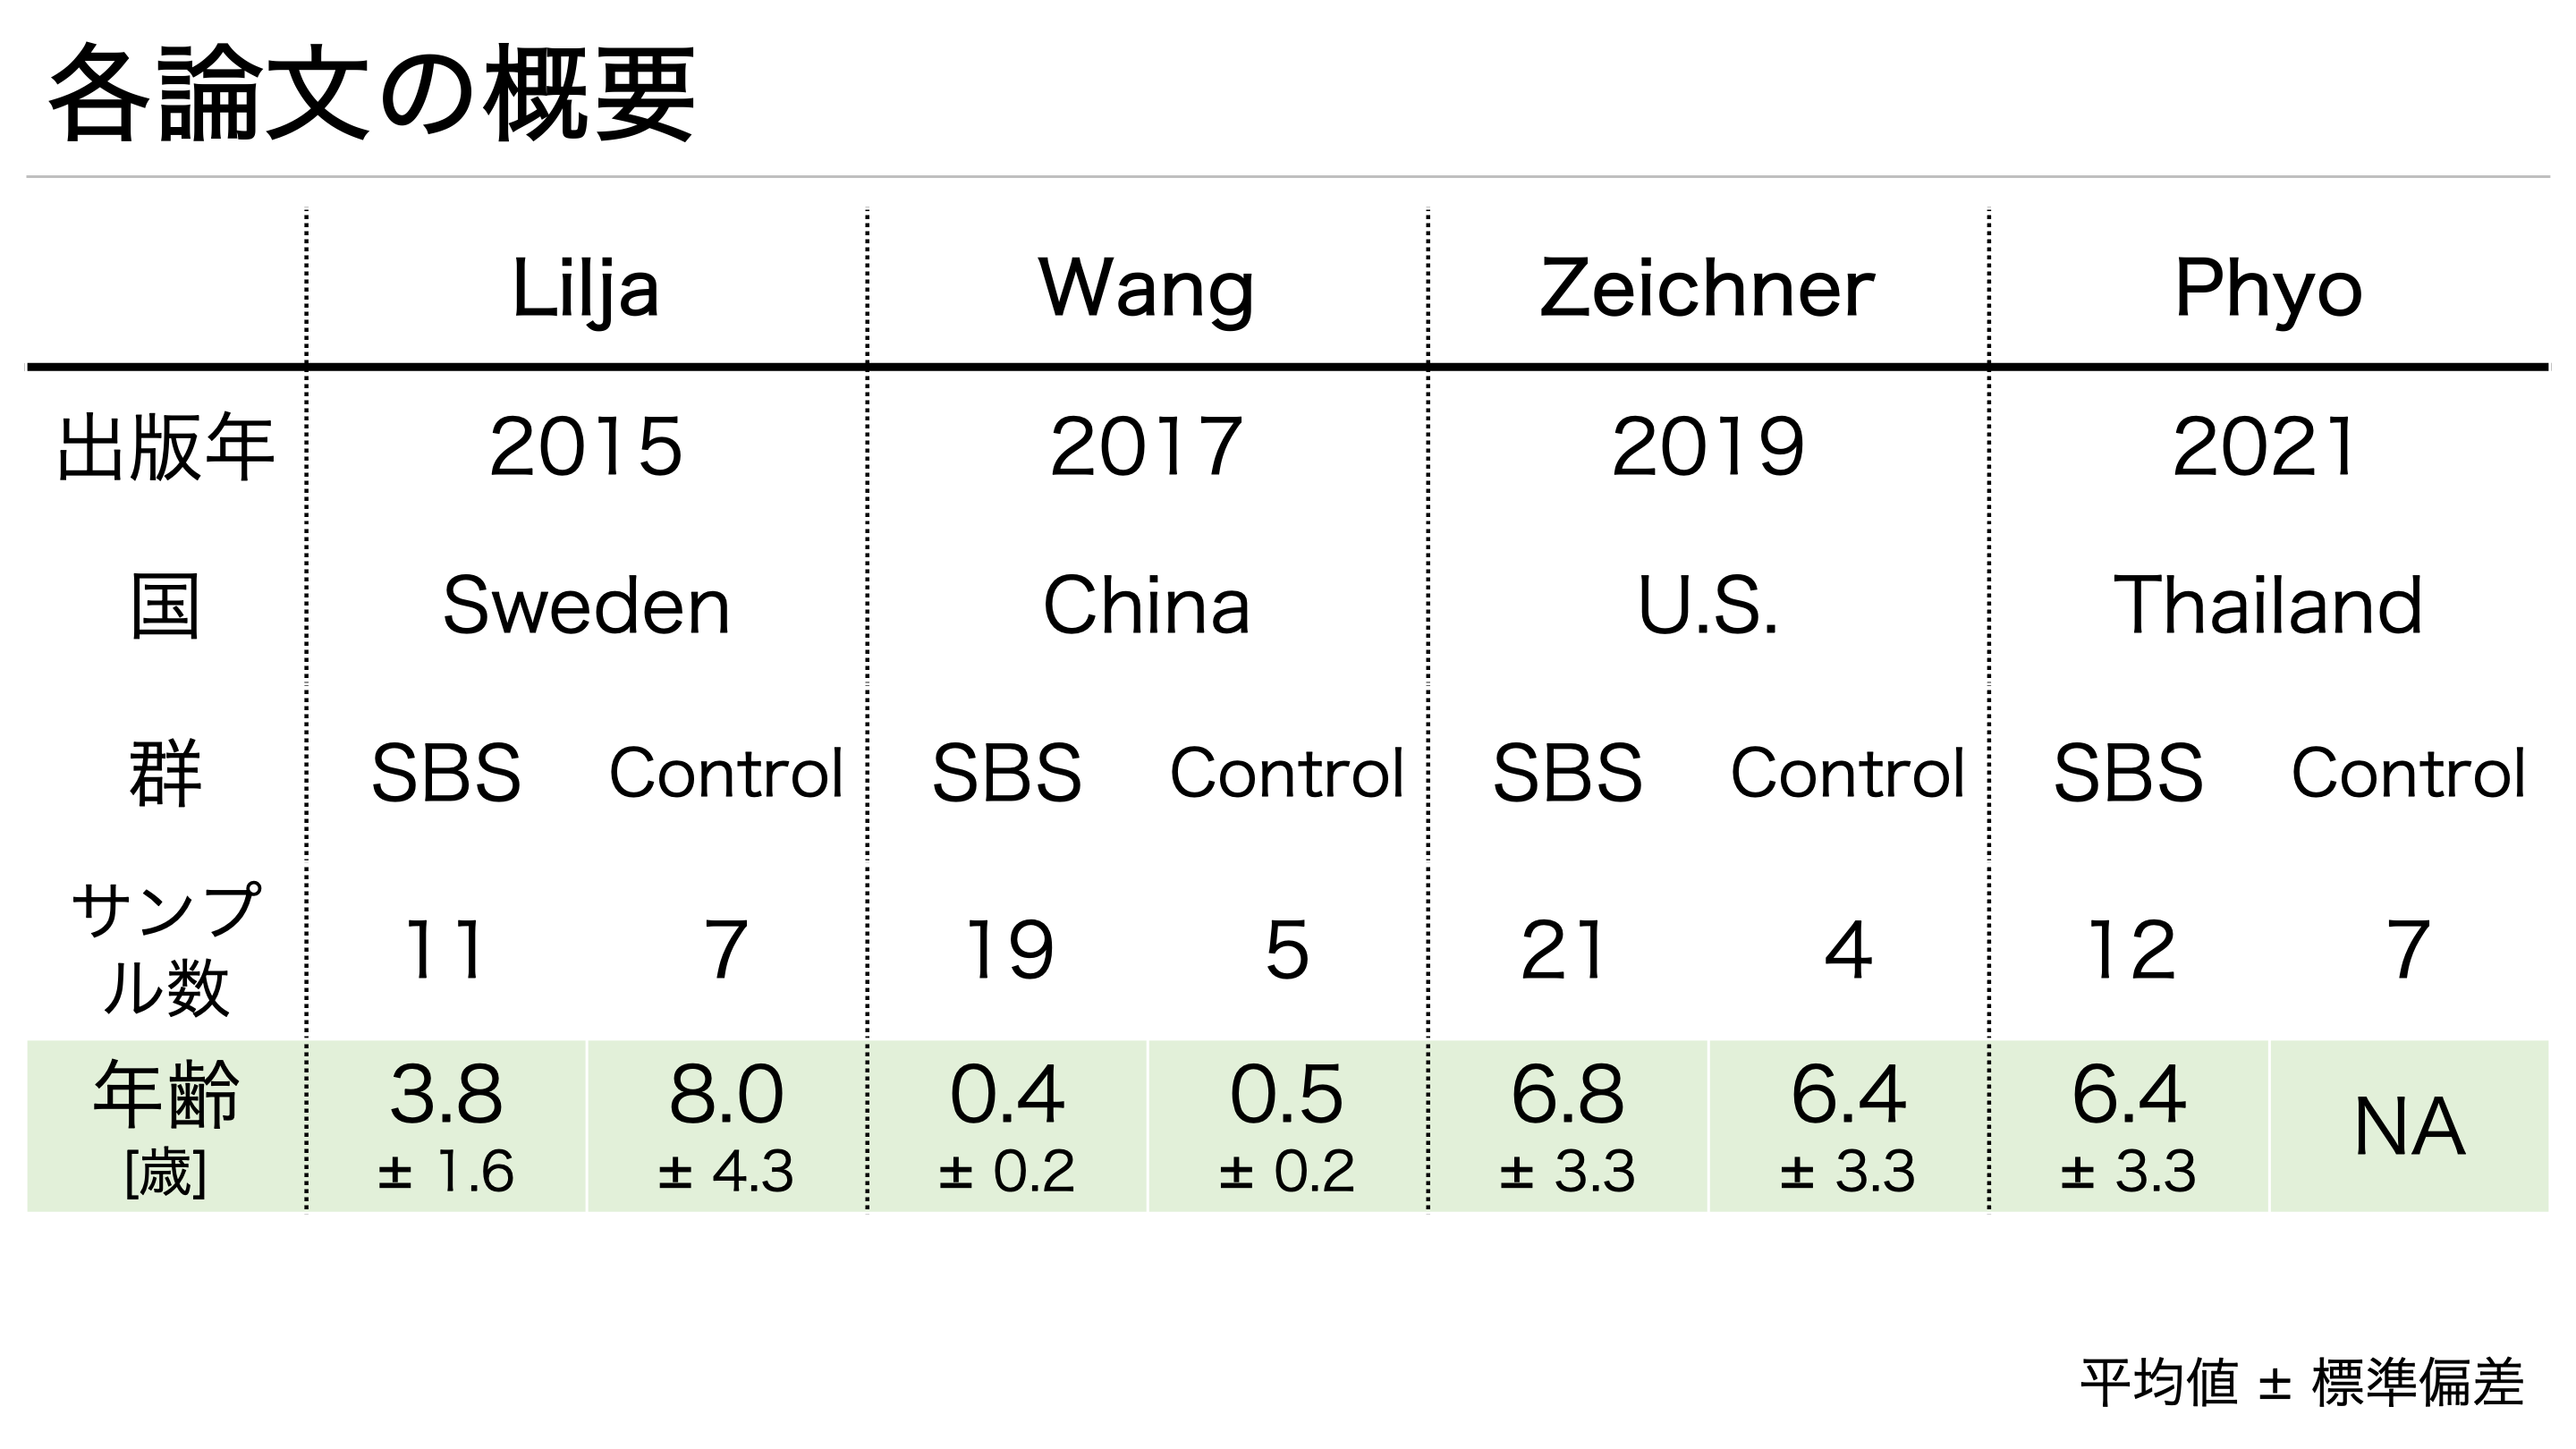 各論文の概要
Lilja Wang Zeichner Phyo
出版年 2015 2017 2019 2021
国 Sweden China U.S. Thailand
群 SBS Control SBS Control SBS Control SBS Control
サンプ
ル数 11 7 19 5 21 4 12 7
年齢 3.8 8.0 0.4 0.5 6.8 6.4 6.4 NA
[歳] ± 1.6 ± 4.3 ± 0.2 ± 0.2 ± 3.3 ± 3.3 ± 3.3
平均値 ± 標準偏差